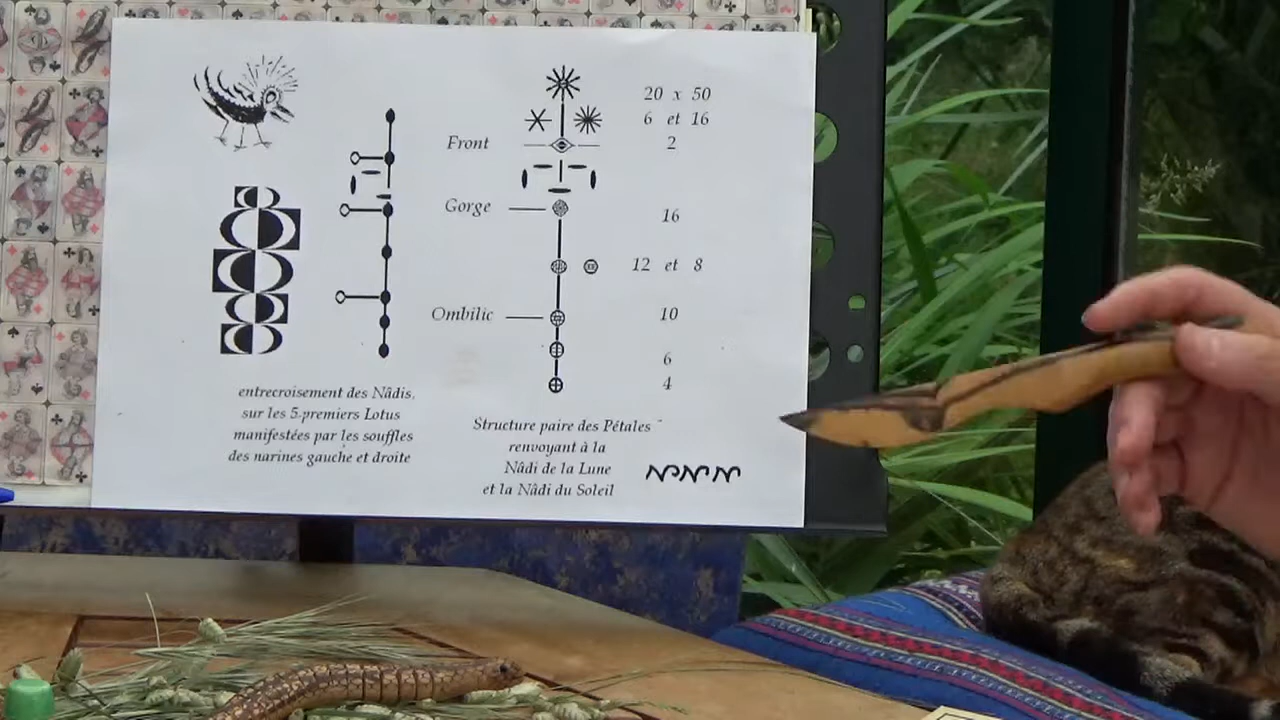 20 x 50
6 et 16
Front 2
Gorge
16
12 et 8
Ombilic 10
6
4
entrecroisement des Nâdis,
sur les 5 premiers Lotus
manifestées par les souffles
des narines gauche et droite
Structure paire des Pétales
renvoyant à la
Nâdi de la Lune
et la Nâdi du Soleil